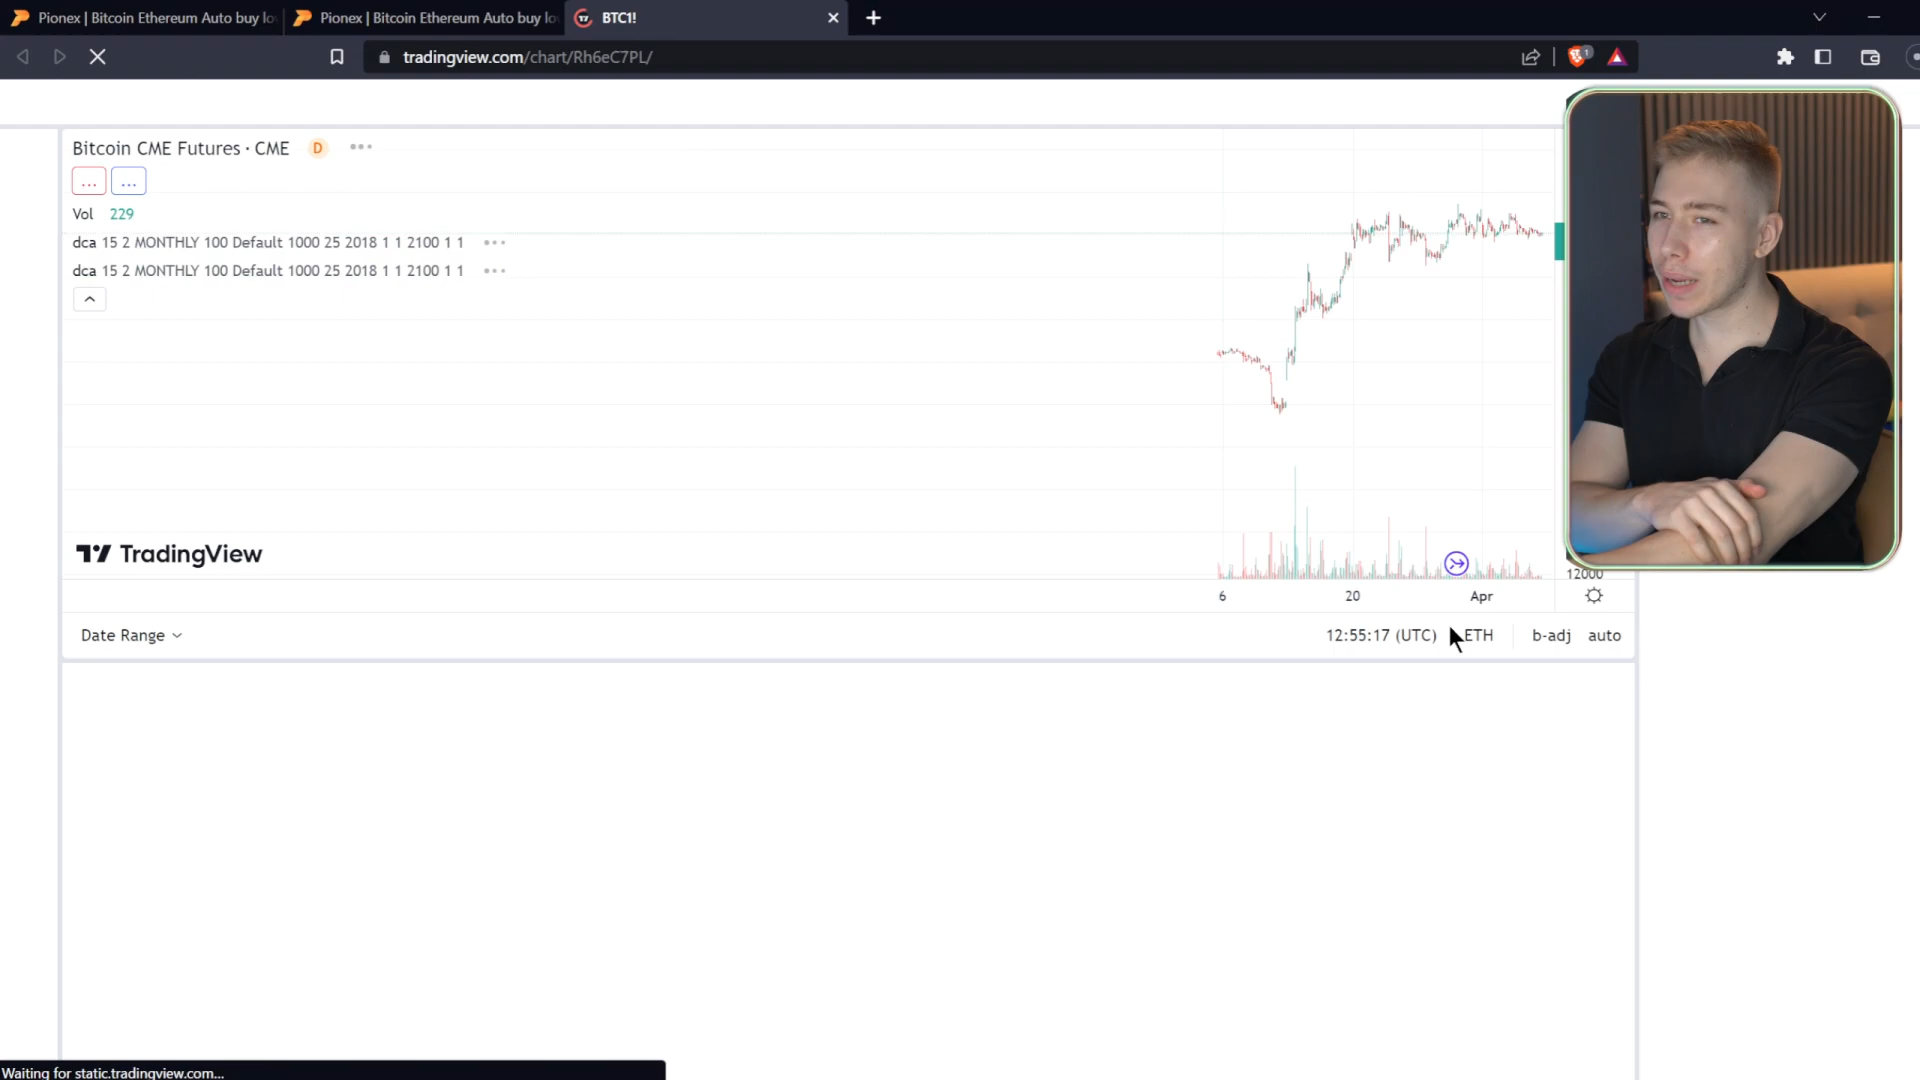 Pionex | Bitcoin Ethereum Auto buy lo
Pionex | Bitcoin Ethereum Auto buy lo
BTC1!
tradingview.com/chart/Rh6eC7PL/
1
Bitcoin CME Futures · CME D
... ...
Vol 229
dca 15 2 MONTHLY 100 Default 1000 25 2018 1 1 2100 1 1
dca 15 2 MONTHLY 100 Default 1000 25 2018 1 1 2100 1 1
TradingView
12000
6 20 Apr
Date Range 12:55:17 (UTC) ETH b-adj auto
Waiting for static.tradingview.com...